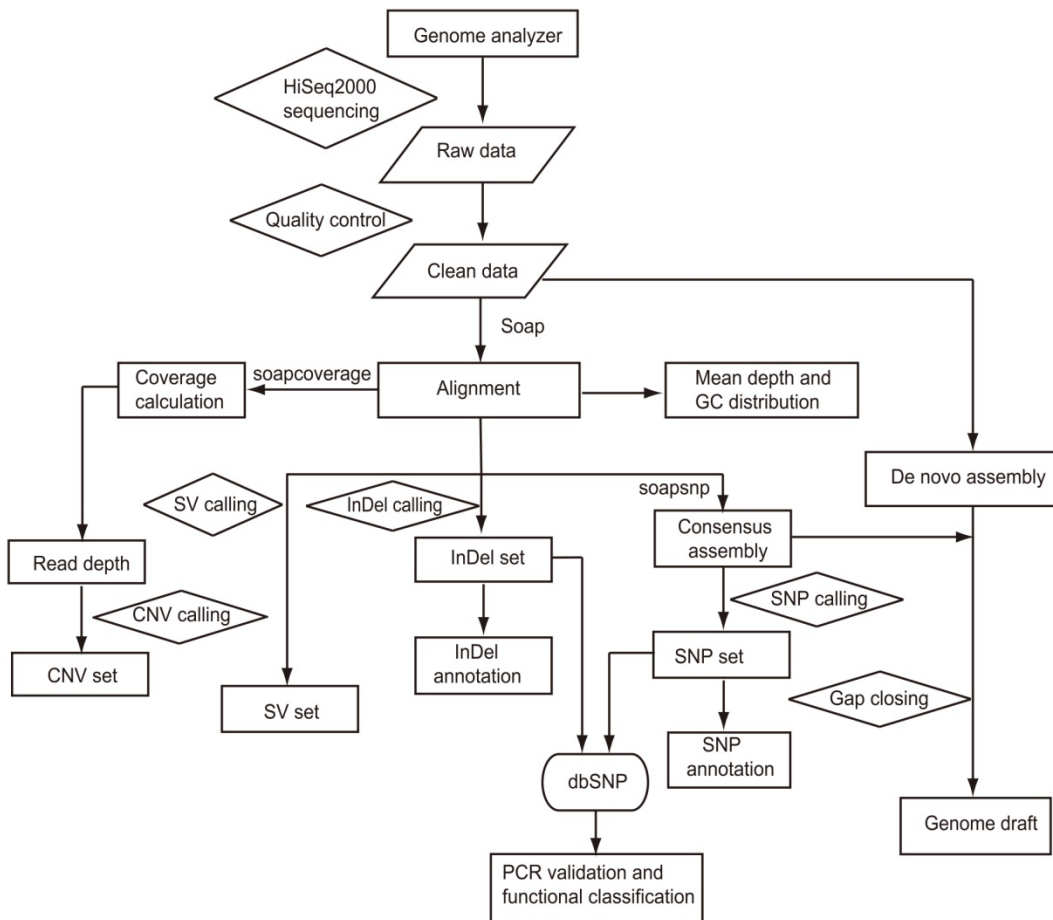 Genome analyzer
HiSeq2000
sequencing
Raw data
Quality control
Clean data
Soap
Coverage
calculation
soapcoverage
Alignment
Mean depth and
GC distribution
De novo assembly
SV calling
InDel calling
soapsnp
Consensus
assembly
Read depth
InDel set
CNV calling
SNP calling
CNV set
InDel
annotation
SNP set
SV set
Gap closing
SNP
annotation
dbSNP
Genome draft
PCR validation and
functional classification